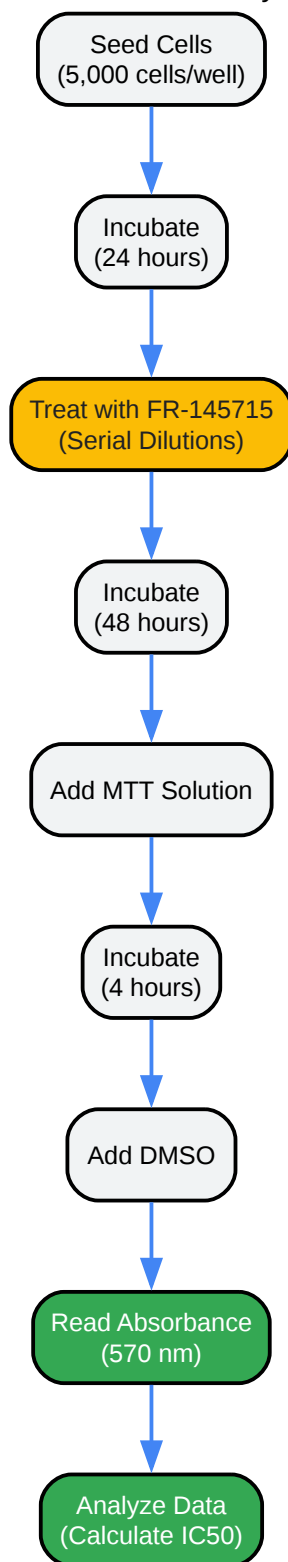 Seed Cells
(5,000 cells/well)
Incubate
(24 hours)
Treat with FR-145715
(Serial Dilutions)
Incubate
(48 hours)
Add MTT Solution
Incubate
(4 hours)
Add DMSO
Read Absorbance
(570 nm)
Analyze Data
(Calculate IC50)